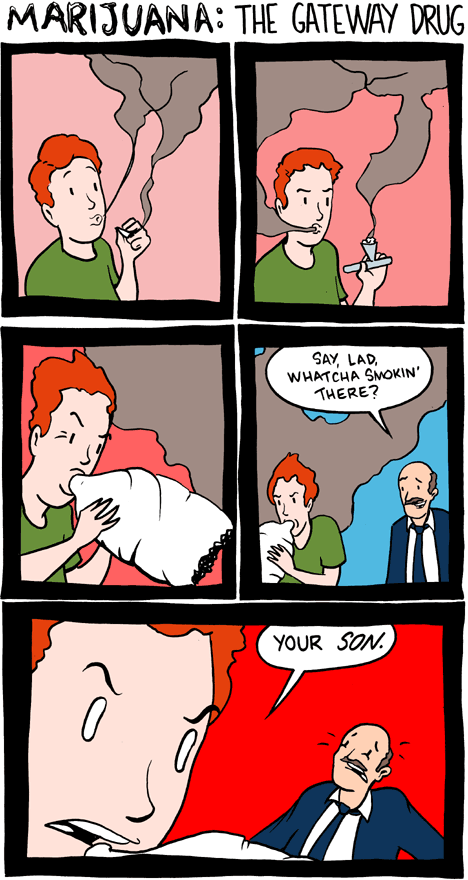 MARIJUANA: THE GATEWAY DRUG
SAY, LAD,
WHATCHA SMOKIN'
THERE?
YOUR SON.